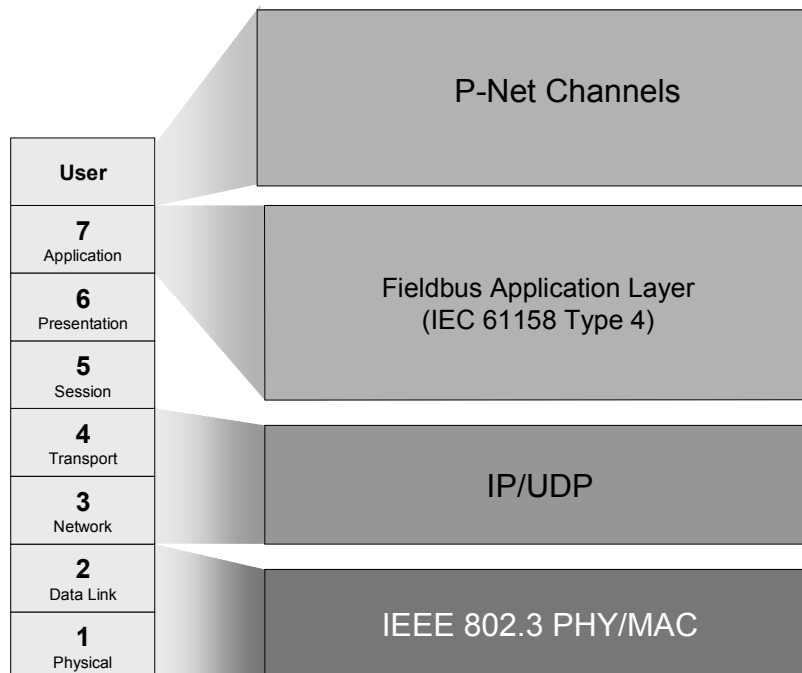 P-Net Channels
User
7
Application
6
Presentation
5
Session
4
Transport
3
Network
2
Data Link
1
Physical
Fieldbus Application Layer
(IEC 61158 Type 4)
IP/UDP
IEEE 802.3 PHY/MAC